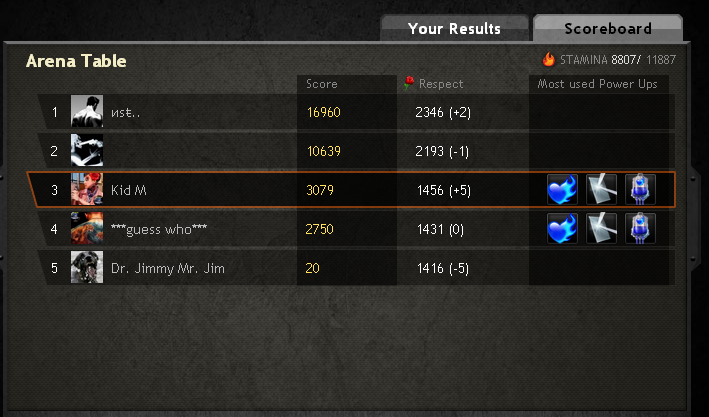 Your Results Scoreboard
Arena Table STAMINA 8807/ 11887
Score Respect Most used Power Ups
1 иsŧ.. 16960 2346 (+2)
2 10639 2193 (-1)
3 Kid M 3079 1456 (+5)
4 ***guess who*** 2750 1431 (0)
5 Dr. Jimmy Mr. Jim 20 1416 (-5)